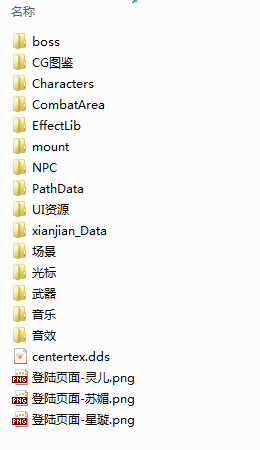 名称
boss
CG图鉴
Characters
CombatArea
EffectLib
mount
NPC
PathData
UI资源
xianjian_Data
场景
光标
武器
音乐
音效
centertex.dds
登陆页面-灵儿.png
登陆页面-苏媚.png
登陆页面-星璇.png